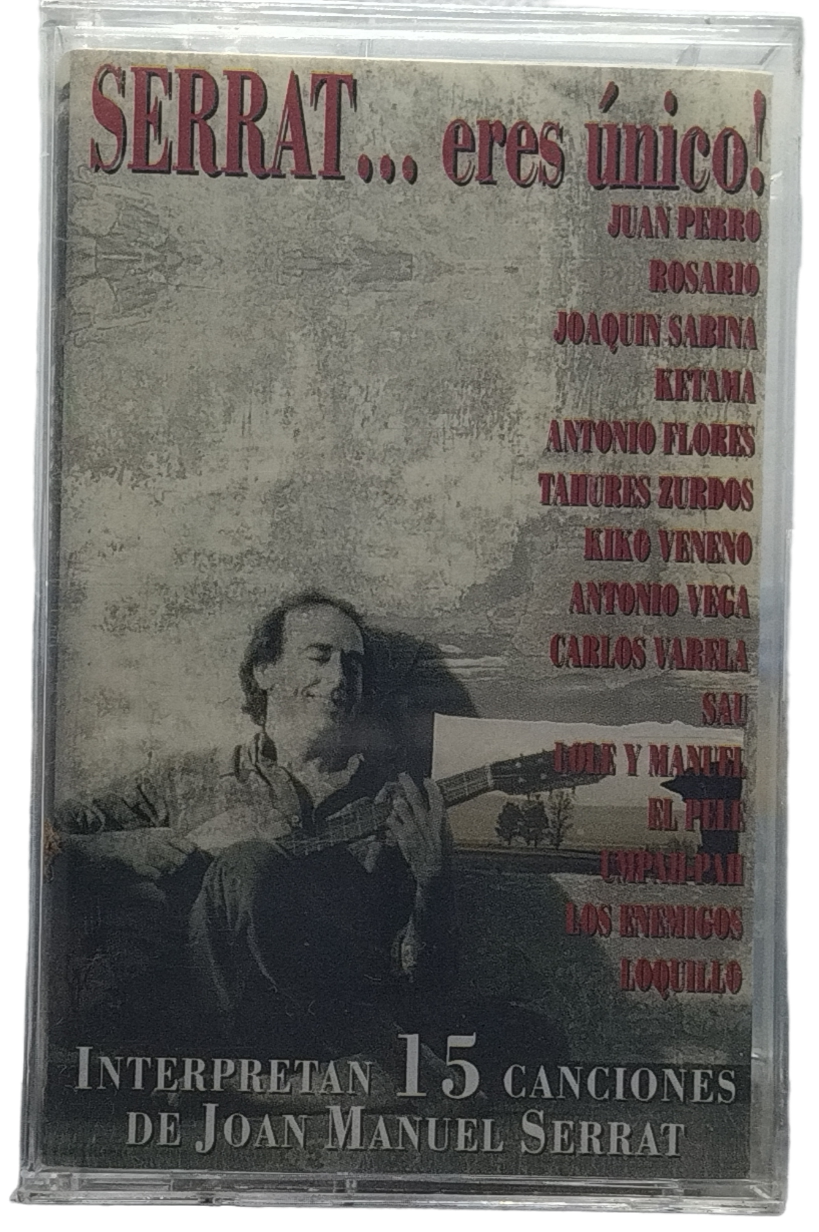 SERRAT... eres único!
JUAN PERRO
ROSARIO
JOAQUIN SABINA
KETAMA
ANTONIO FLORES
TAHURES ZURDOS
KIKO VENENO
ANTONIO VEGA
CARLOS VARELA
SAU
LOLE Y MANUEL
EL PELE
UMPAH-PAH
LOS ENEMIGOS
LOQUILLO
INTERPRETAN 15 CANCIONES
DE JOAN MANUEL SERRAT